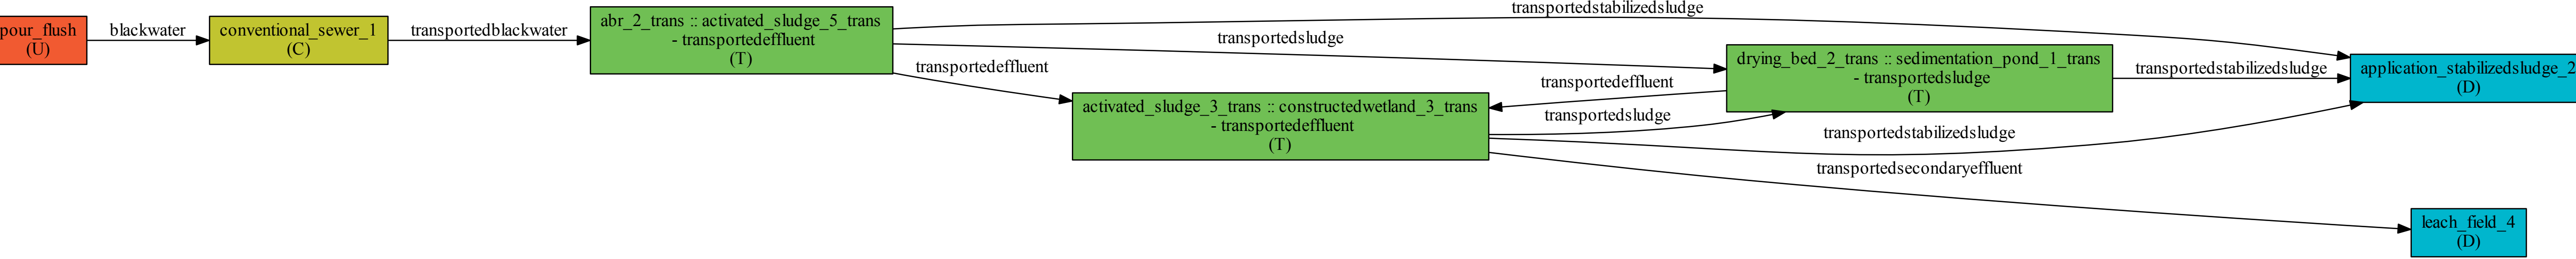 pour_flush
(U)
blackwater
conventional_sewer_1
(C)
transportedblackwater
abr_2_trans :: activated_sludge_5_trans
- transportedeffluent
(T)
transportedstabilizedsludge
transportedsludge
transportedeffluent
activated_sludge_3_trans :: constructedwetland_3_trans
- transportedeffluent
(T)
transportedeffluent
transportedsludge
transportedstabilizedsludge
transportedsecondaryeffluent
drying_bed_2_trans :: sedimentation_pond_1_trans
- transportedsludge
(T)
transportedstabilizedsludge
application_stabilizedsludge_2
(D)
leach_field_4
(D)